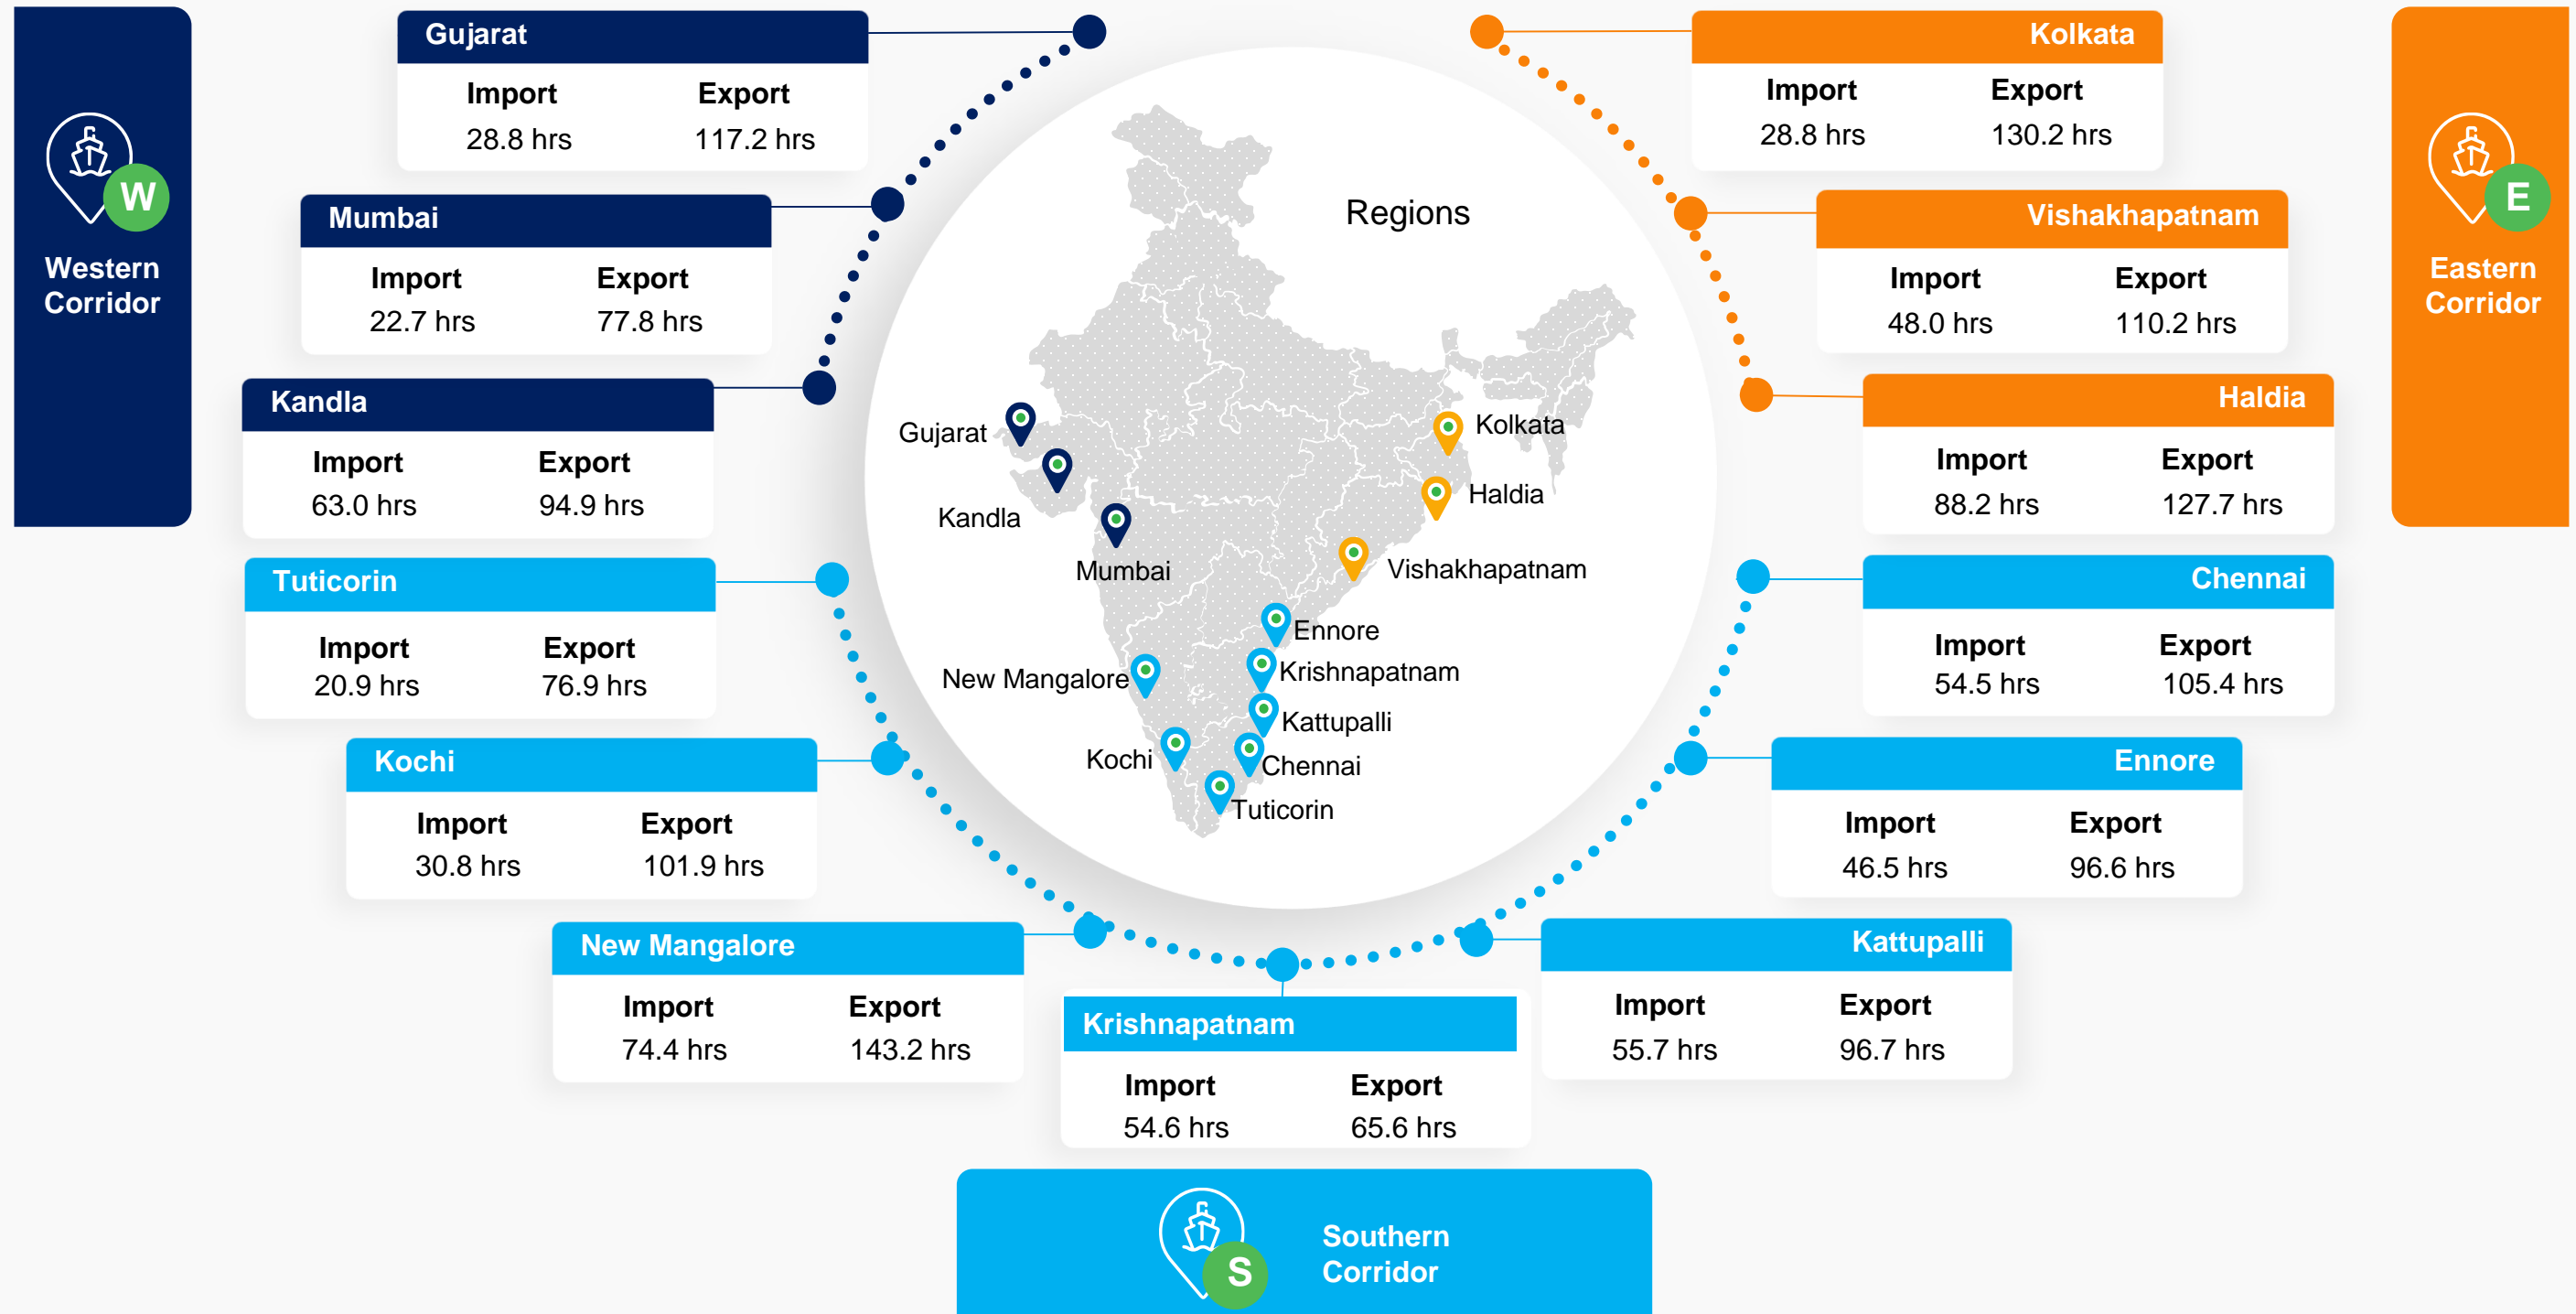 W
Western
Corridor
Gujarat
Import Export
28.8 hrs 117.2 hrs
Mumbai
Import Export
22.7 hrs 77.8 hrs
Kandla
Import Export
63.0 hrs 94.9 hrs
Tuticorin
Import Export
20.9 hrs 76.9 hrs
Kochi
Import Export
30.8 hrs 101.9 hrs
New Mangalore
Import Export
74.4 hrs 143.2 hrs
Krishnapatnam
Import Export
54.6 hrs 65.6 hrs
Regions
Gujarat
Kandla
Mumbai
Kolkata
Haldia
Vishakhapatnam
Ennore
Krishnapatnam
New Mangalore
Kattupalli
Kochi
Chennai
Tuticorin
Kolkata
Import Export
28.8 hrs 130.2 hrs
Vishakhapatnam
Import Export
48.0 hrs 110.2 hrs
Haldia
Import Export
88.2 hrs 127.7 hrs
Chennai
Import Export
54.5 hrs 105.4 hrs
Ennore
Import Export
46.5 hrs 96.6 hrs
Kattupalli
Import Export
55.7 hrs 96.7 hrs
E
Eastern
Corridor
S
Southern
Corridor